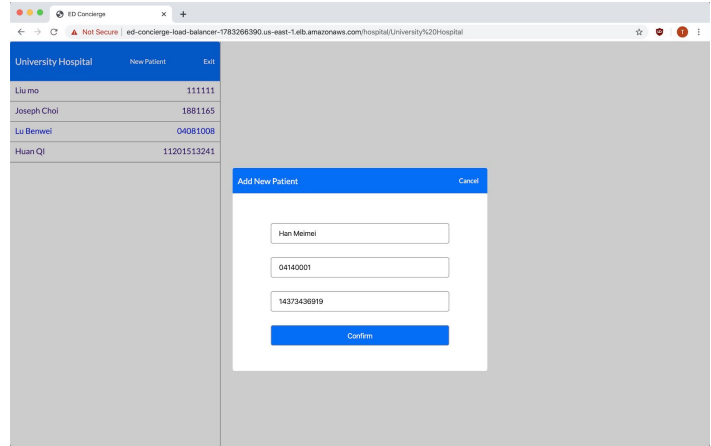 ED Concierge
Not Secure ed-concierge-load-balancer-1783266390.us-east-1.elb.amazonaws.com/hospital/University%20Hospital
T
University Hospital New Patient Exit
Liu mo 111111
Joseph Choi 1881165
Lu Benwei 04081008
Huan QI 11201513241
Add New Patient Cancel
Han Meimei
04140001
14373436919
Confirm